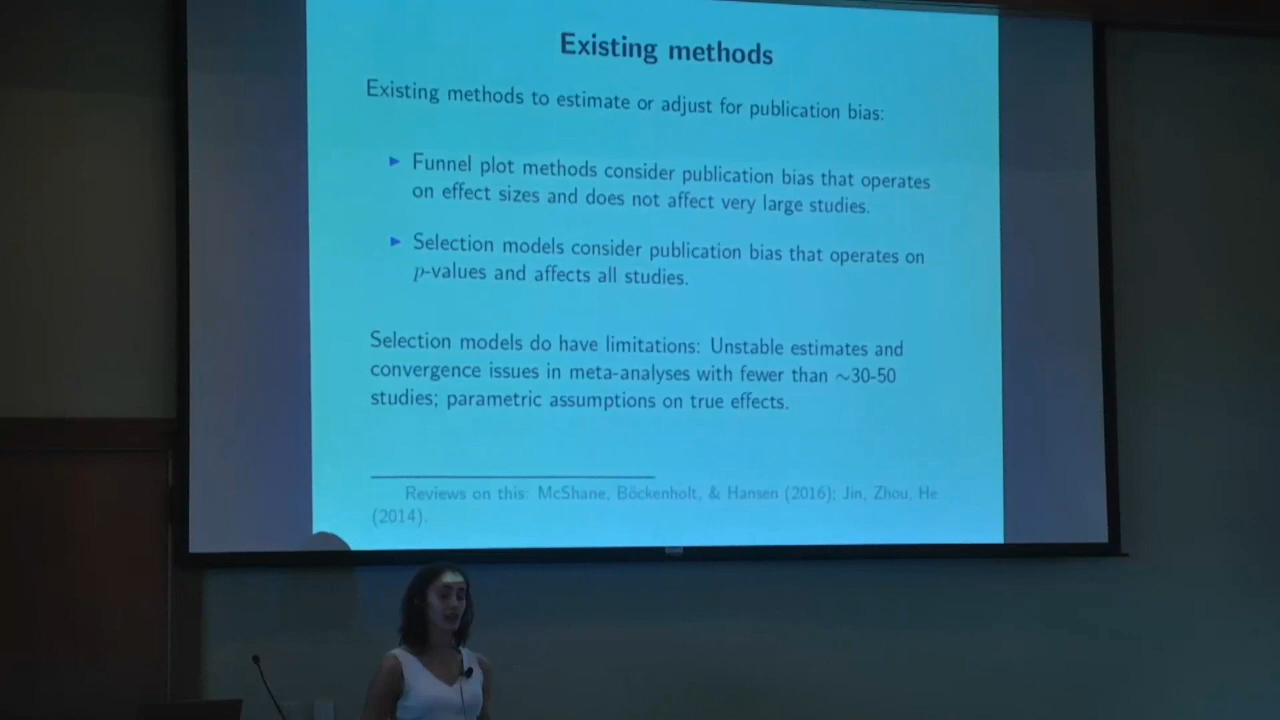 Existing methods
Existing methods to estimate or adjust for publication bias:
▶ Funnel plot methods consider publication bias that operates
on effect sizes and does not affect very large studies.
▶ Selection models consider publication bias that operates on
p-values and affects all studies.
Selection models do have limitations: Unstable estimates and
convergence issues in meta-analyses with fewer than ~30-50
studies; parametric assumptions on true effects.
Reviews on this: McShane, Böckenholt, & Hansen (2016); Jin, Zhou, He
(2014).